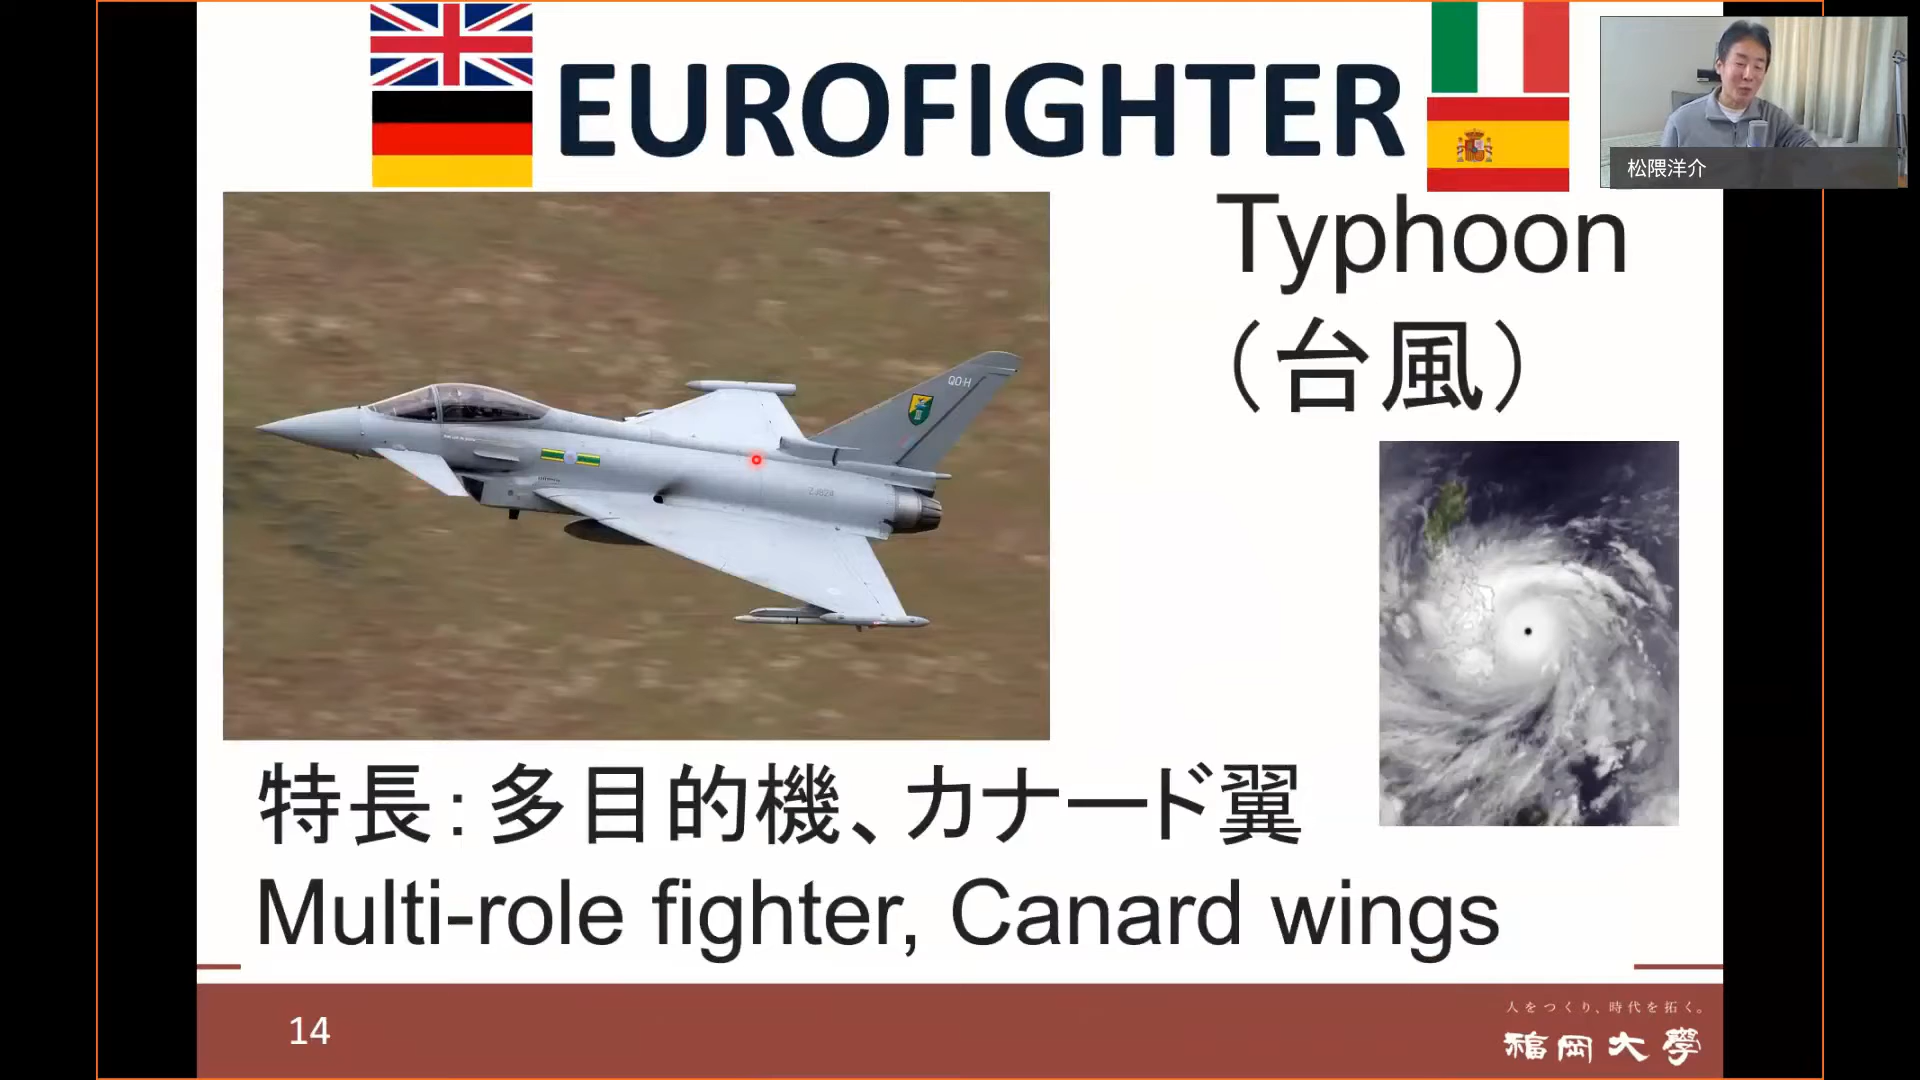 EUROFIGHTER
松隈洋介
Typhoon
（台風）
QO-H
ZJ924
特長：多目的機、カナード翼
Multi-role fighter, Canard wings
14
人をつくり、時代を拓く。
福岡大學